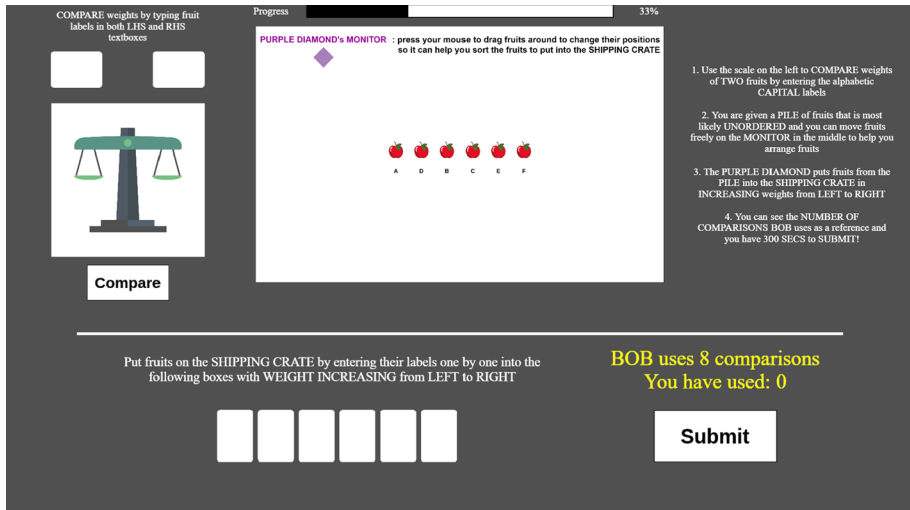 COMPARE weights by typing fruit
labels in both LHS and RHS
textboxes
Compare
Progress
33%
PURPLE DIAMOND's MONITOR : press your mouse to drag fruits around to change their positions
so it can help you sort the fruits to put into the SHIPPING CRATE
A D B C E F
1. Use the scale on the left to COMPARE weights
of TWO fruits by entering the alphabetic
CAPITAL labels
2. You are given a PILE of fruits that is most
likely UNORDERED and you can move fruits
freely on the MONITOR in the middle to help you
arrange fruits
3. The PURPLE DIAMOND puts fruits from the
PILE into the SHIPPING CRATE in
INCREASING weights from LEFT to RIGHT
4. You can see the NUMBER OF
COMPARISONS BOB uses as a reference and
you have 300 SECS to SUBMIT!
Put fruits on the SHIPPING CRATE by entering their labels one by one into the
following boxes with WEIGHT INCREASING from LEFT to RIGHT
BOB uses 8 comparisons
You have used: 0
Submit